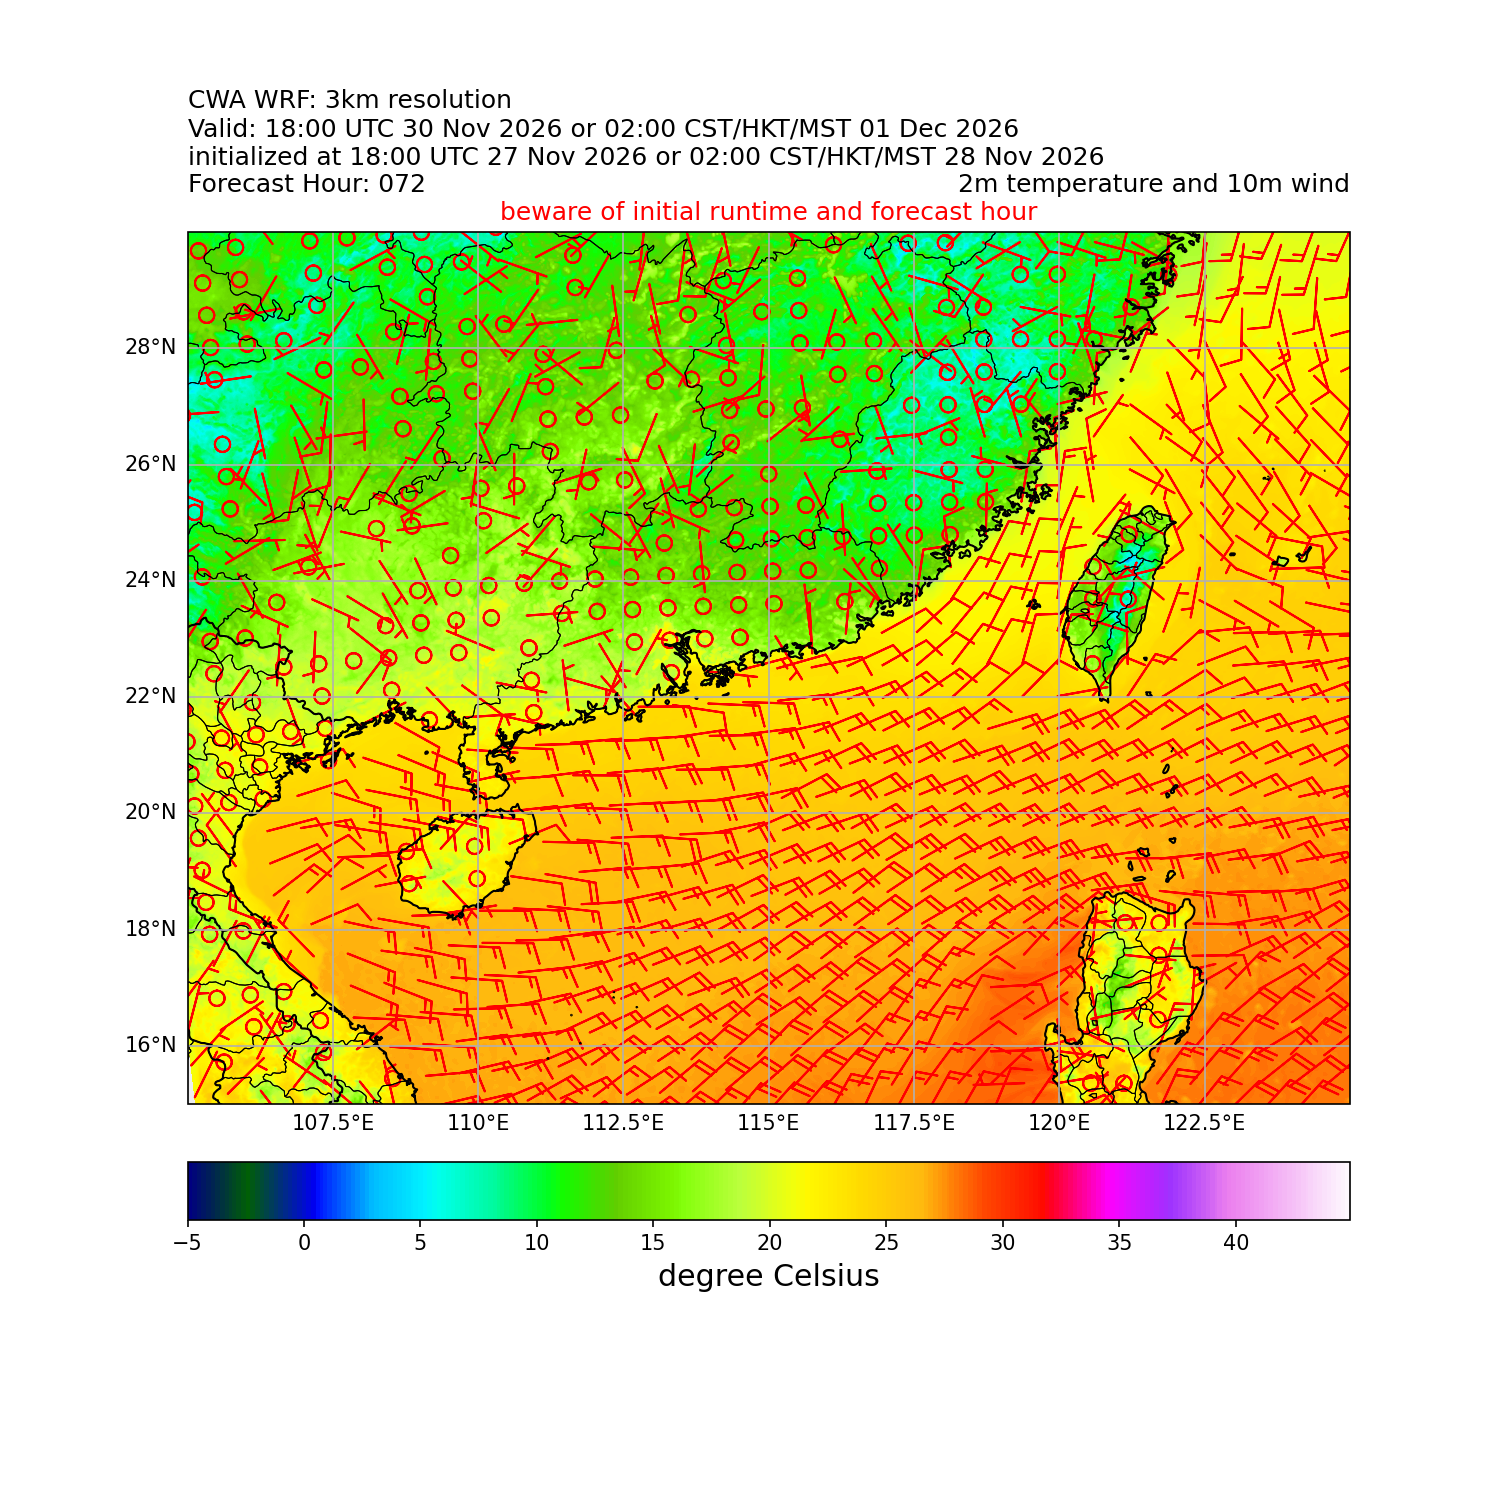 CWA WRF: 3km resolution
Valid: 18:00 UTC 30 Nov 2026 or 02:00 CST/HKT/MST 01 Dec 2026
initialized at 18:00 UTC 27 Nov 2026 or 02:00 CST/HKT/MST 28 Nov 2026
Forecast Hour: 072 2m temperature and 10m wind
beware of initial runtime and forecast hour
28°N
26°N
24°N
22°N
20°N
18°N
16°N
107.5°E 110°E 112.5°E 115°E 117.5°E 120°E 122.5°E
−5 0 5 10 15 20 25 30 35 40
degree Celsius